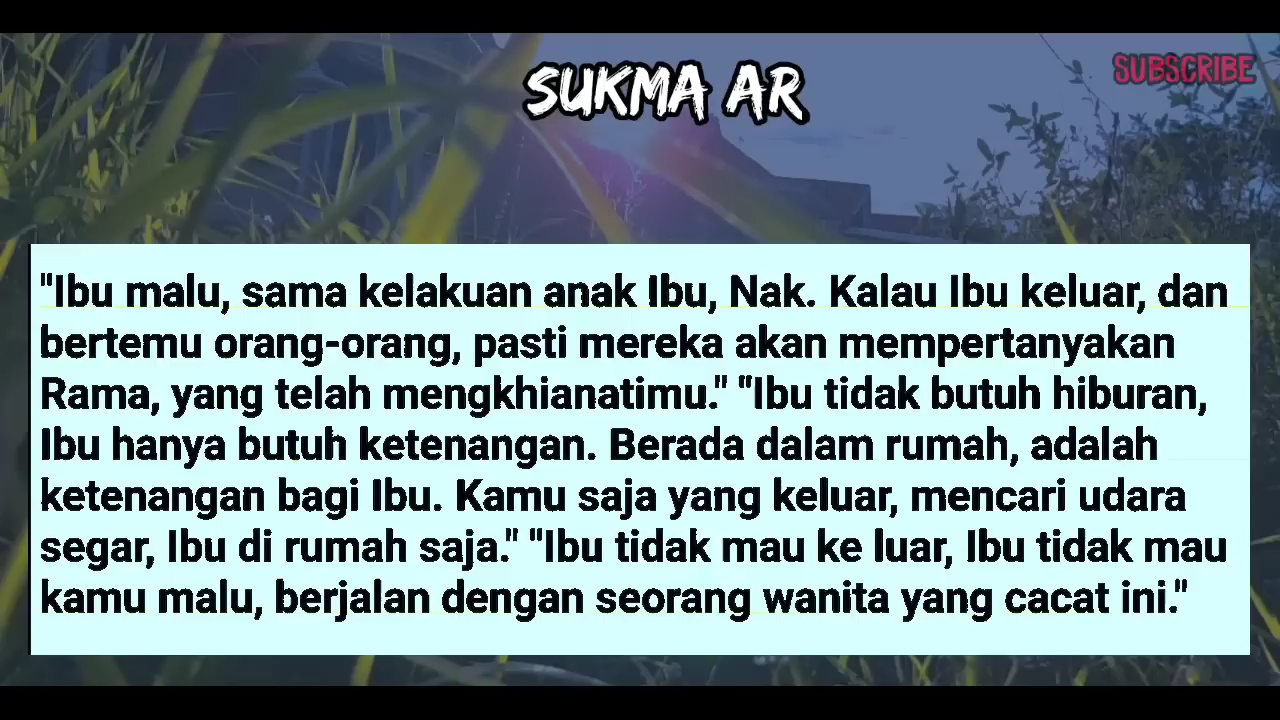 SUKMA AR
SUBSCRIBE
"Ibu malu, sama kelakuan anak Ibu, Nak. Kalau Ibu keluar, dan
bertemu orang-orang, pasti mereka akan mempertanyakan
Rama, yang telah mengkhianatimu." "Ibu tidak butuh hiburan,
Ibu hanya butuh ketenangan. Berada dalam rumah, adalah
ketenangan bagi Ibu. Kamu saja yang keluar, mencari udara
segar, Ibu di rumah saja." "Ibu tidak mau ke luar, Ibu tidak mau
kamu malu, berjalan dengan seorang wanita yang cacat ini."